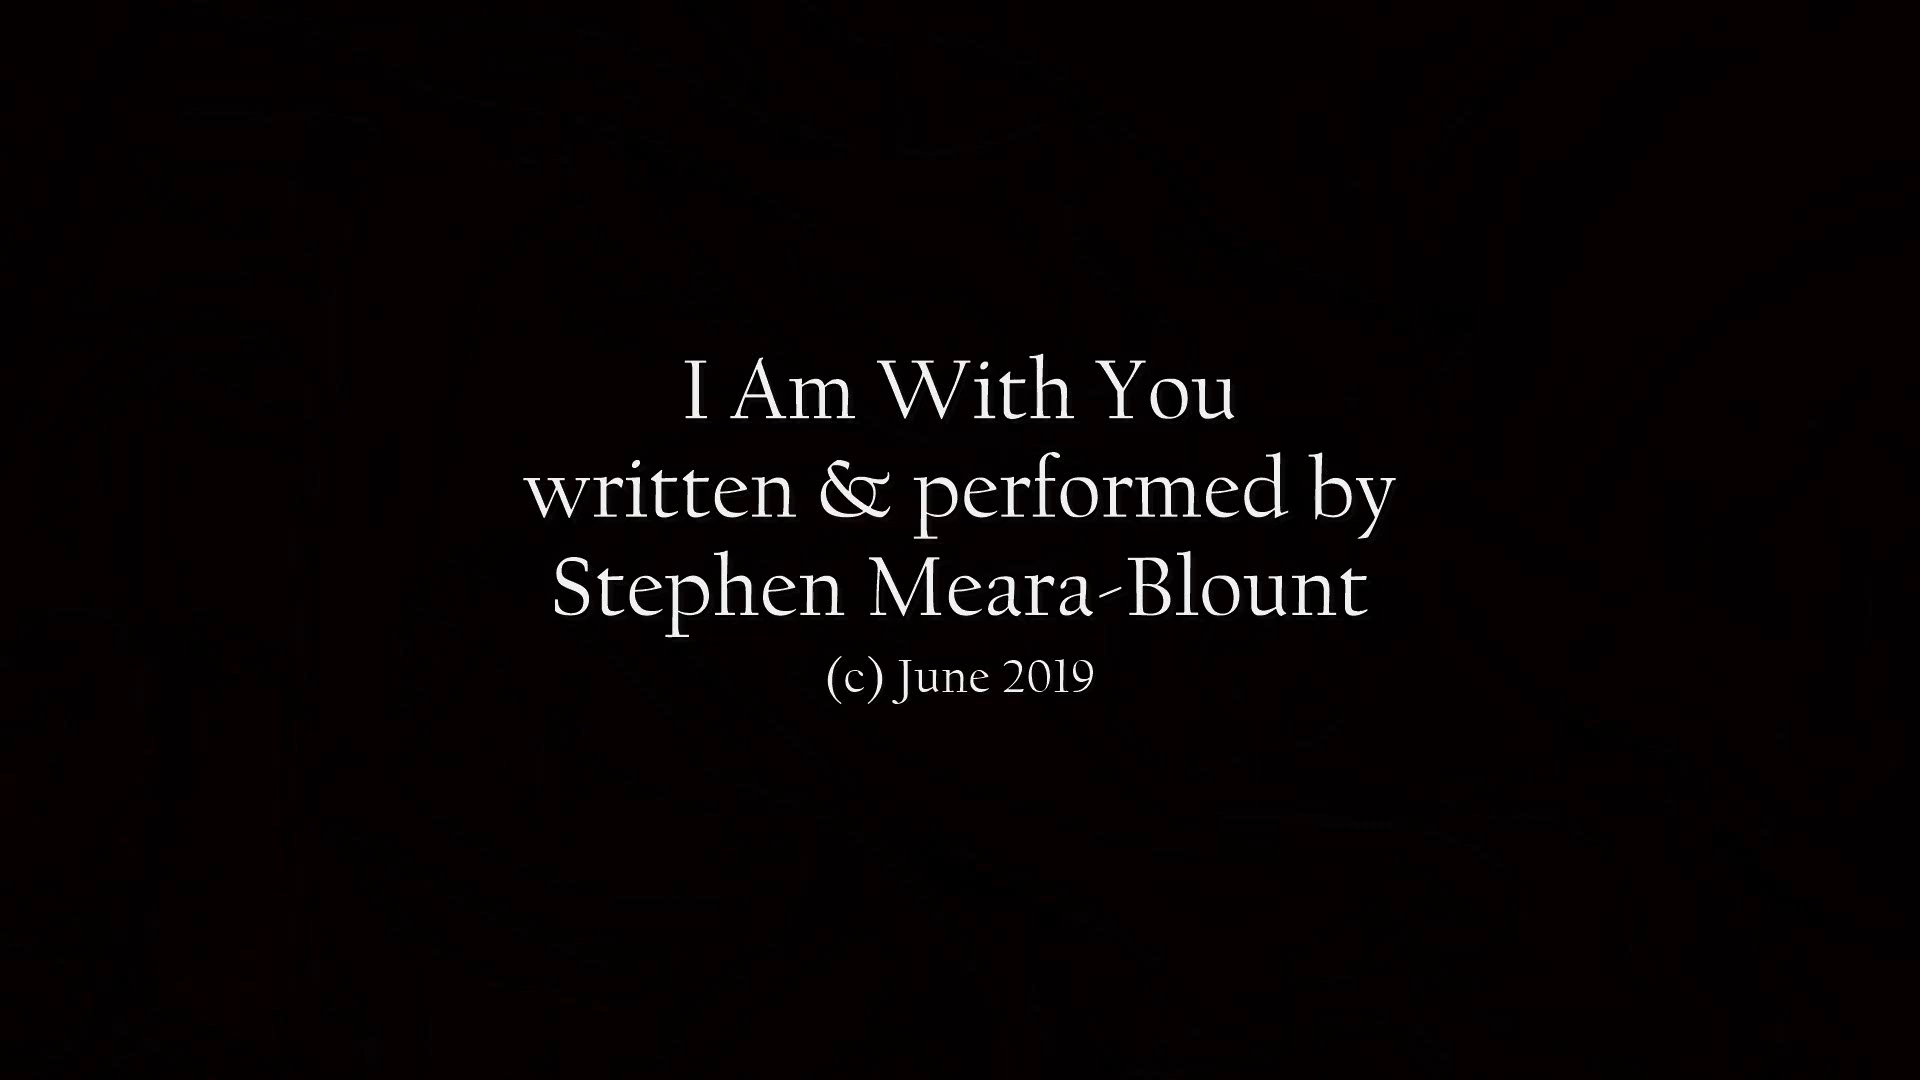 I Am With You
written & performed by
Stephen Meara-Blount
(c) June 2019